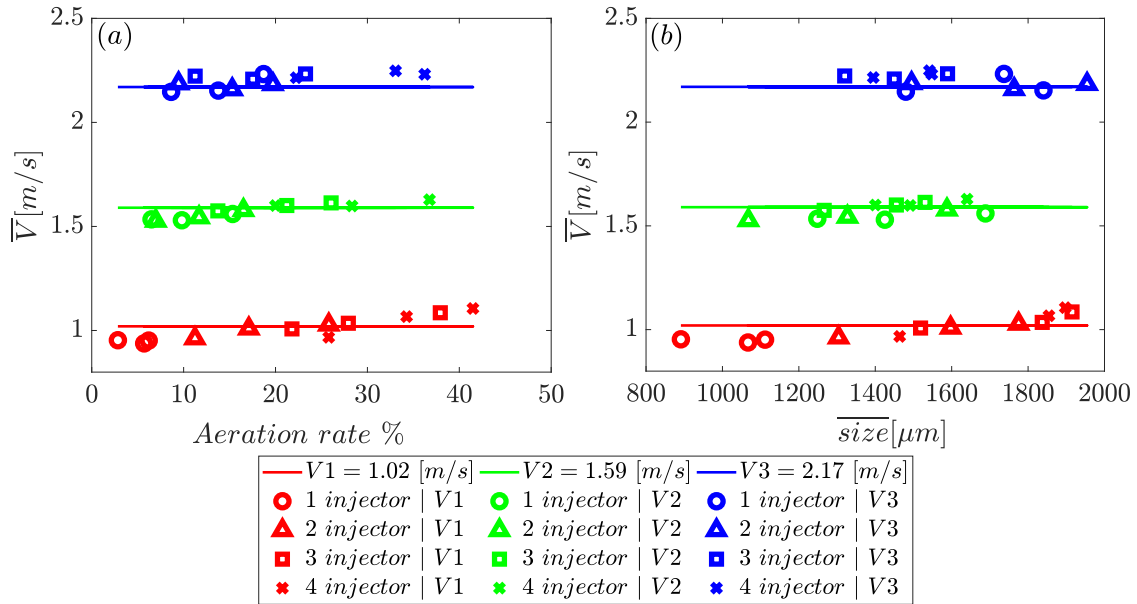 (a)
2.5
2
1.5
1
V̅[m/s]
0 10 20 30 40 50
Aeration rate %
(b)
2.5
2
1.5
1
V̅[m/s]
800 1000 1200 1400 1600 1800 2000
s̅i̅z̅e̅[μm]
V1 = 1.02 [m/s] V2 = 1.59 [m/s] V3 = 2.17 [m/s]
1 injector | V1 1 injector | V2 1 injector | V3
2 injector | V1 2 injector | V2 2 injector | V3
3 injector | V1 3 injector | V2 3 injector | V3
4 injector | V1 4 injector | V2 4 injector | V3